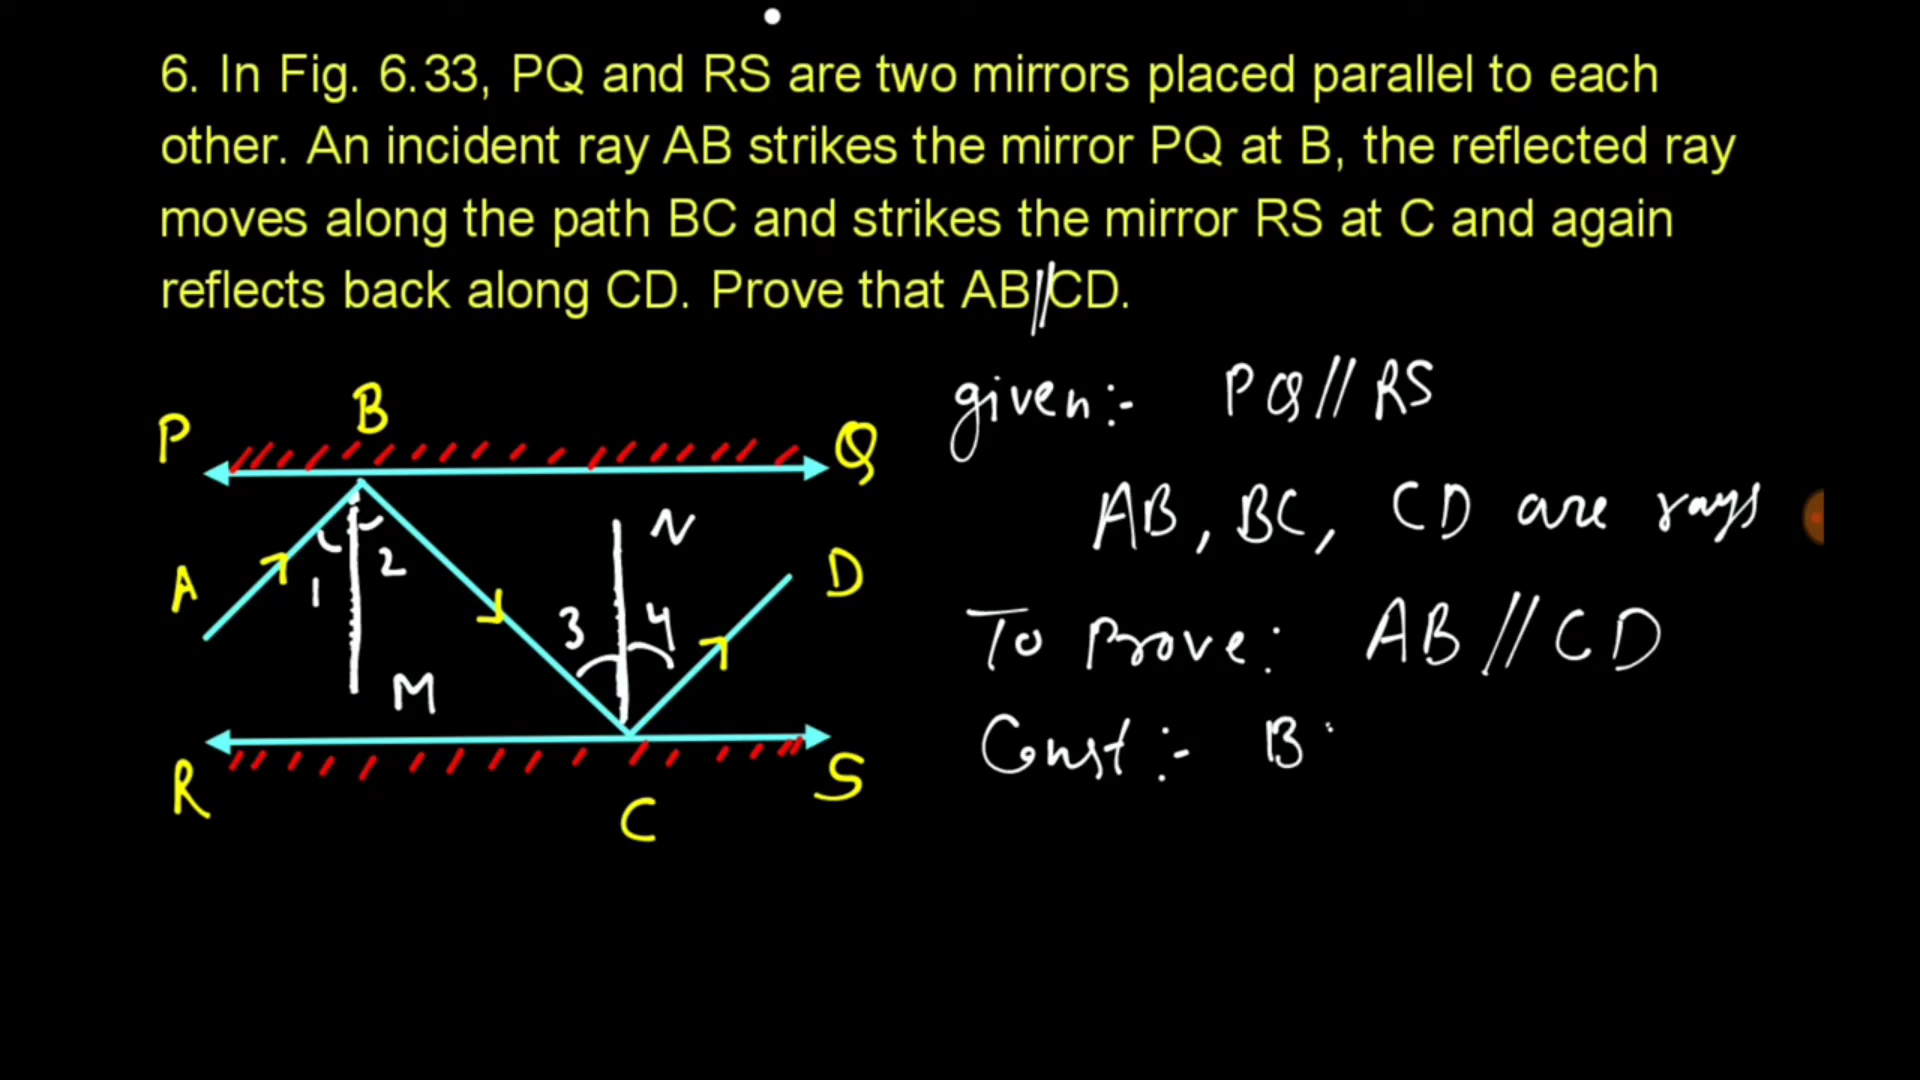 6. In Fig. 6.33, PQ and RS are two mirrors placed parallel to each
other. An incident ray AB strikes the mirror PQ at B, the reflected ray
moves along the path BC and strikes the mirror RS at C and again
reflects back along CD. Prove that AB//CD.
given:- PQ//RS
AB, BC, CD are rays
To Prove: AB//CD
Const:- B
P
B
Q
A
1
2
N
3
4
D
M
R
C
S